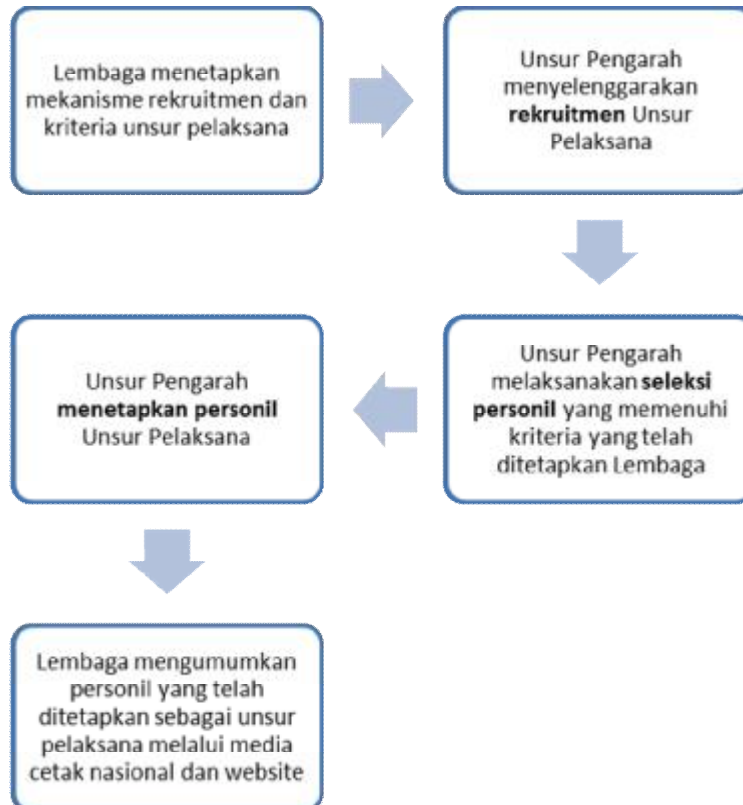 Lembaga menetapkan
mekanisme rekruitmen dan
kriteria unsur pelaksana
Unsur Pengarah
menyelenggarakan
rekruitmen Unsur
Pelaksana
Unsur Pengarah
melaksanakan seleksi
personil yang memenuhi
kriteria yang telah
ditetapkan Lembaga
Unsur Pengarah
menetapkan personil
Unsur Pelaksana
Lembaga mengumumkan
personil yang telah
ditetapkan sebagai unsur
pelaksana melalui media
cetak nasional dan website